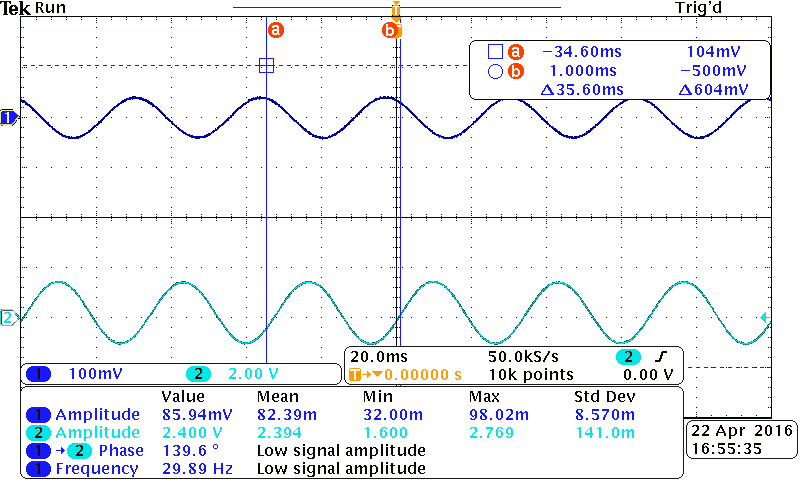 Tek Run Trig'd
T
a b
a −34.60ms 104mV
b 1.000ms −500mV
Δ35.60ms Δ604mV
1
2
1 100mV 2 2.00 V
20.0ms 50.0kS/s 2
T→▼0.00000 s 10k points 0.00 V
Value Mean Min Max Std Dev
1 Amplitude 85.94mV 82.39m 32.00m 98.02m 8.570m
2 Amplitude 2.400 V 2.394 1.600 2.769 141.0m
1→2 Phase 139.6 ° Low signal amplitude
1 Frequency 29.89 Hz Low signal amplitude
22 Apr 2016
16:55:35